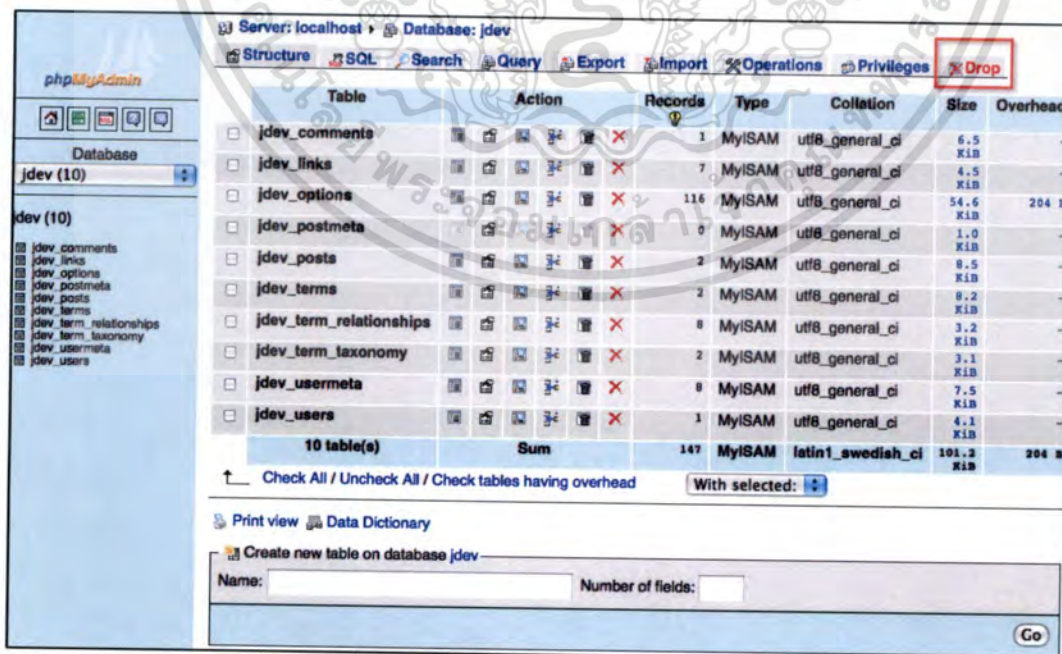 Server: localhost ▸ Database: jdev
Structure SQL Search Query Export Import Operations Privileges Drop
phpMyAdmin
Database
jdev (10)
jdev (10)
jdev_comments
jdev_links
jdev_options
jdev_postmeta
jdev_posts
jdev_terms
jdev_term_relationships
jdev_term_taxonomy
jdev_usermeta
jdev_users
Table Action Records Type Collation Size Overhead
jdev_comments 1 MyISAM utf8_general_ci 6.5 KiB -
jdev_links 7 MyISAM utf8_general_ci 4.5 KiB -
jdev_options 116 MyISAM utf8_general_ci 54.6 KiB 204
jdev_postmeta 0 MyISAM utf8_general_ci 1.0 KiB -
jdev_posts 2 MyISAM utf8_general_ci 8.5 KiB -
jdev_terms 2 MyISAM utf8_general_ci 8.2 KiB -
jdev_term_relationships 8 MyISAM utf8_general_ci 3.2 KiB -
jdev_term_taxonomy 2 MyISAM utf8_general_ci 3.1 KiB -
jdev_usermeta 8 MyISAM utf8_general_ci 7.5 KiB -
jdev_users 1 MyISAM utf8_general_ci 4.1 KiB -
10 table(s) Sum 147 MyISAM latin1_swedish_ci 101.2 KiB 204 B
Check All / Uncheck All / Check tables having overhead With selected:
Print view Data Dictionary
Create new table on database jdev
Name: Number of fields:
Go